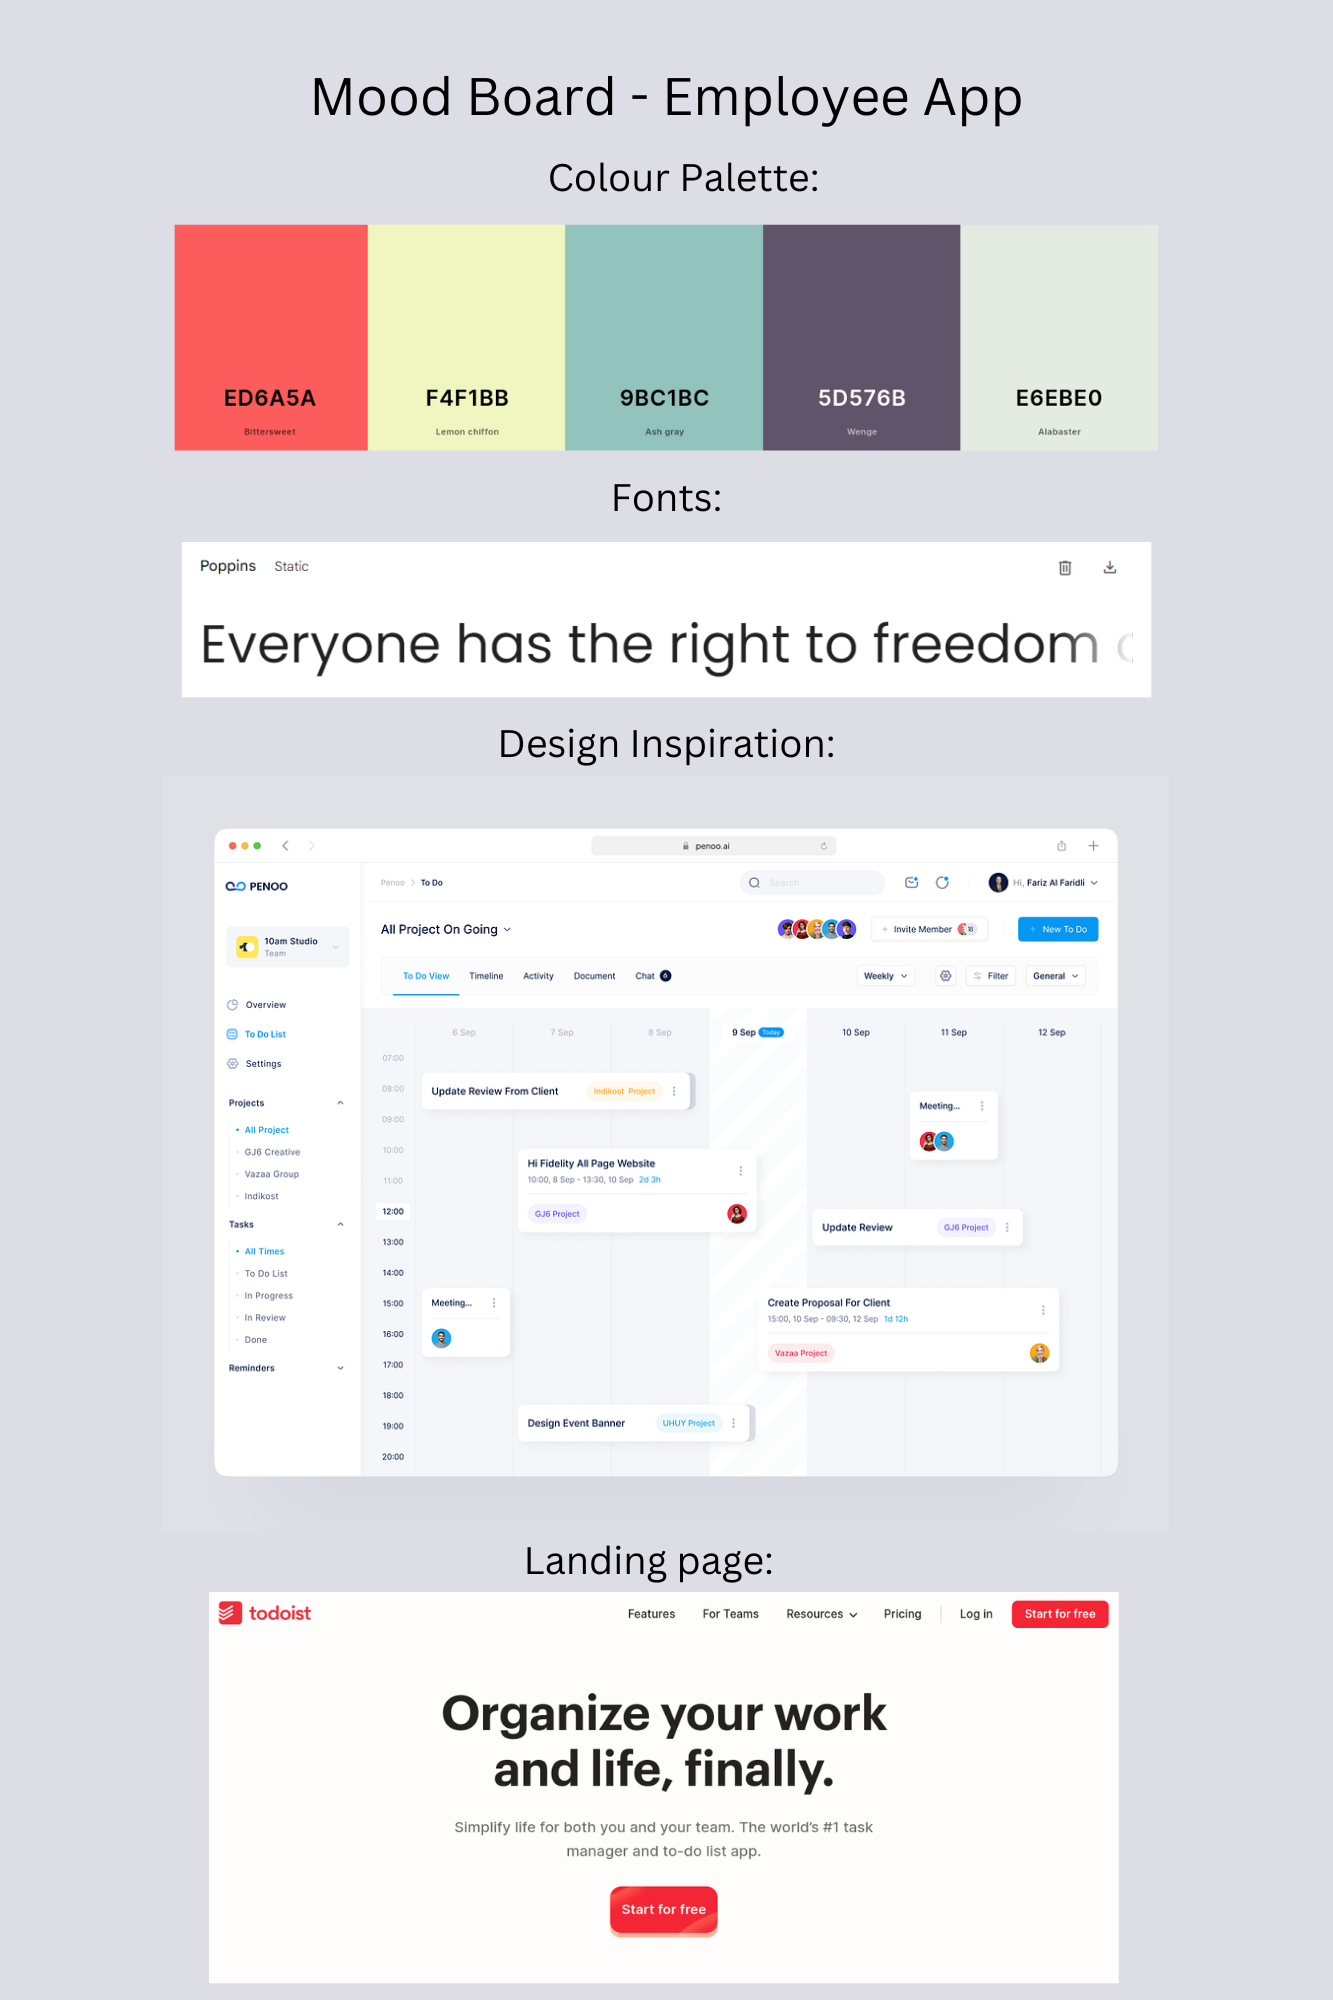 Mood Board - Employee App
Colour Palette:
ED6A5A
Bittersweet
F4F1BB
Lemon chiffon
9BC1BC
Ash gray
5D576B
Wenge
E6EBE0
Alabaster
Fonts:
Poppins Static
Everyone has the right to freedom
Design Inspiration:
penoo.ai
PENOO
Penoo > To Do
Search
Hi, Fariz Al Faridli
10am Studio
Team
All Project On Going
+ Invite Member
18
+ New To Do
To Do View Timeline Activity Document Chat 6
Weekly
Filter
General
Overview
To Do List
Settings
Projects
All Project
GJ6 Creative
Vazaa Group
Indikost
Tasks
All Times
To Do List
In Progress
In Review
Done
Reminders
6 Sep 7 Sep 8 Sep 9 Sep Today 10 Sep 11 Sep 12 Sep
07:00
08:00
09:00
10:00
11:00
12:00
13:00
14:00
15:00
16:00
17:00
18:00
19:00
20:00
Update Review From Client Indikost Project
Meeting...
Hi Fidelity All Page Website
10:00, 8 Sep - 13:30, 10 Sep 2d 3h
GJ6 Project
Update Review GJ6 Project
Meeting...
Create Proposal For Client
15:00, 10 Sep - 09:30, 12 Sep 1d 12h
Vazaa Project
Design Event Banner UHUY Project
Landing page:
todoist
Features For Teams Resources Pricing Log in Start for free
Organize your work
and life, finally.
Simplify life for both you and your team. The world's #1 task
manager and to-do list app.
Start for free